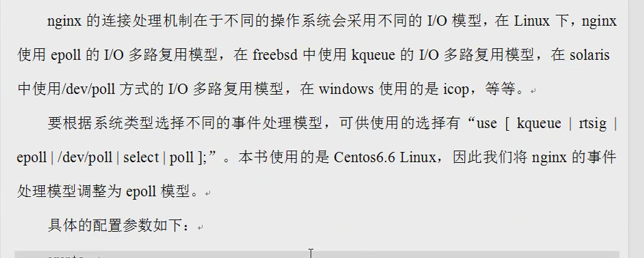 nginx 的连接处理机制在于不同的操作系统会采用不同的 I/O 模型，在 Linux 下，nginx
使用 epoll 的 I/O 多路复用模型，在 freebsd 中使用 kqueue 的 I/O 多路复用模型，在 solaris
中使用/dev/poll 方式的 I/O 多路复用模型，在 windows 使用的是 icop，等等。
要根据系统类型选择不同的事件处理模型，可供使用的选择有“use [ kqueue | rtsig |
epoll | /dev/poll | select | poll ];”。本书使用的是 Centos6.6 Linux，因此我们将 nginx 的事件
处理模型调整为 epoll 模型。
具体的配置参数如下：